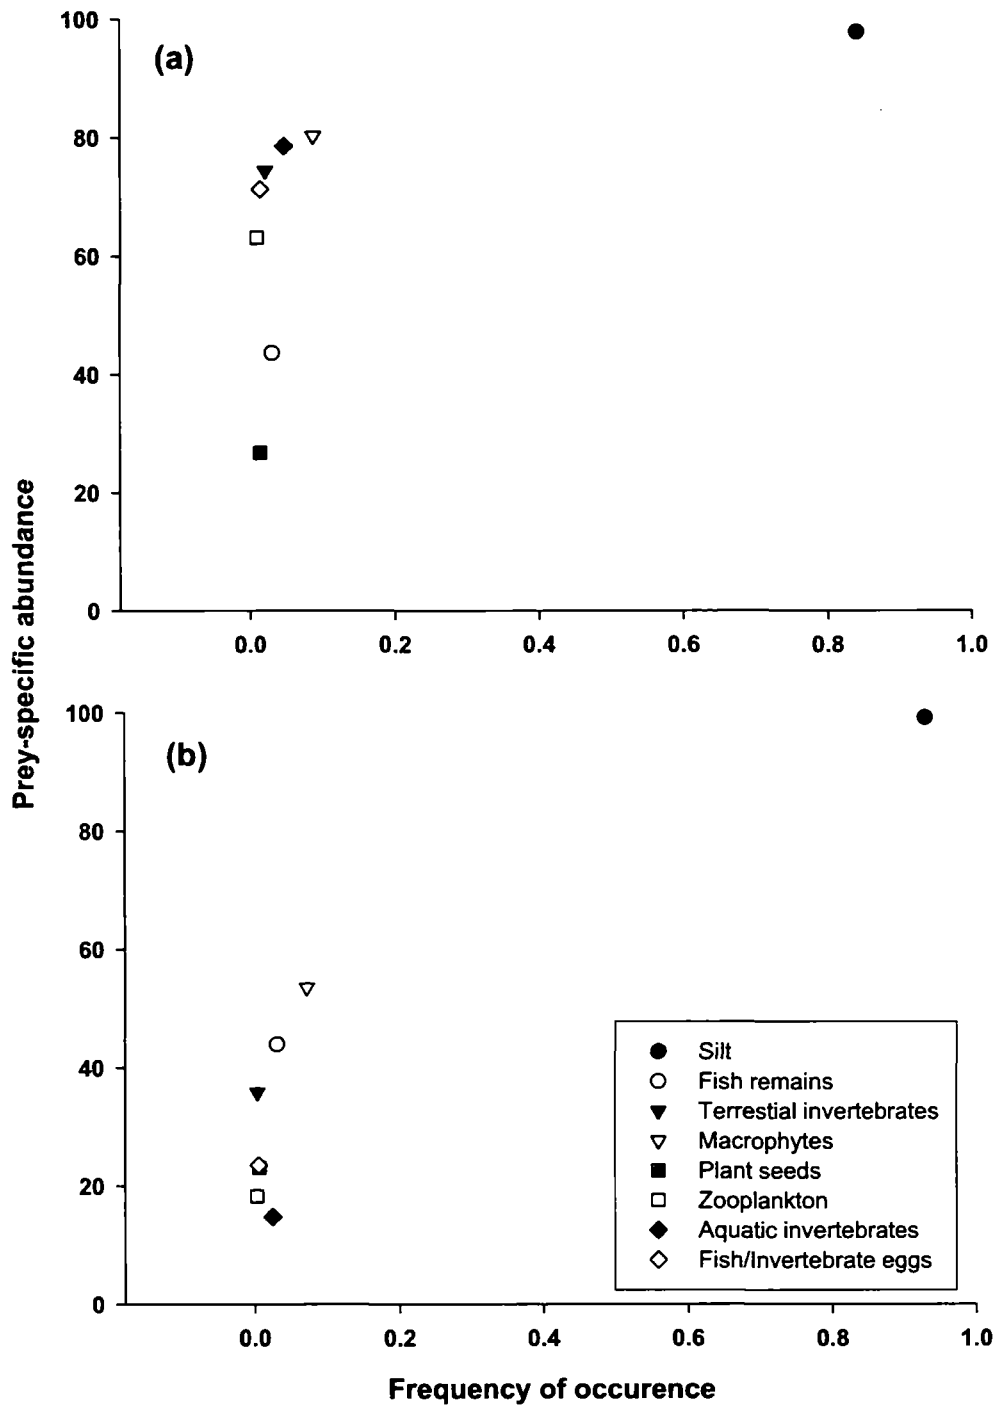 100
(a)
80
60
40
20
0
0.0 0.2 0.4 0.6 0.8 1.0
Prey-specific abundance
100
(b)
80
60
40
20
0
Silt
Fish remains
Terrestial invertebrates
Macrophytes
Plant seeds
Zooplankton
Aquatic invertebrates
Fish/Invertebrate eggs
0.0 0.2 0.4 0.6 0.8 1.0
Frequency of occurence